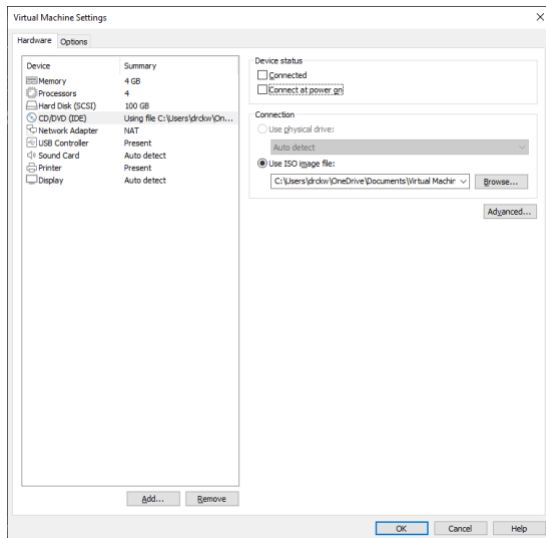 Virtual Machine Settings
Hardware Options
Device Summary
Memory 4 GB
Processors 4
Hard Disk (SCSI) 100 GB
CD/DVD (IDE) Using file C:\Users\drckw\On...
Network Adapter NAT
USB Controller Present
Sound Card Auto detect
Printer Present
Display Auto detect
Add... Remove
Device status
Connected
Connect at power on
Connection
Use physical drive:
Auto detect
Use ISO image file:
C:\Users\drckw\OneDrive\Documents\Virtual Machin Browse...
Advanced...
OK Cancel Help